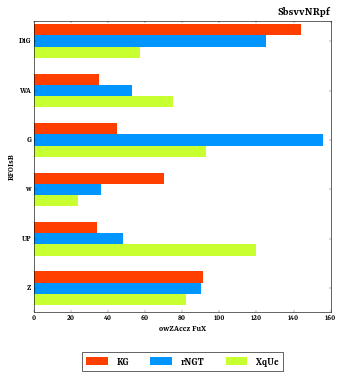 SbsvvNRpf
DiG
WA
G
w
UP
Z
RFOIsB
0 20 40 60 80 100 120 140 160
owZAccz FuX
KG rNGT XqUc